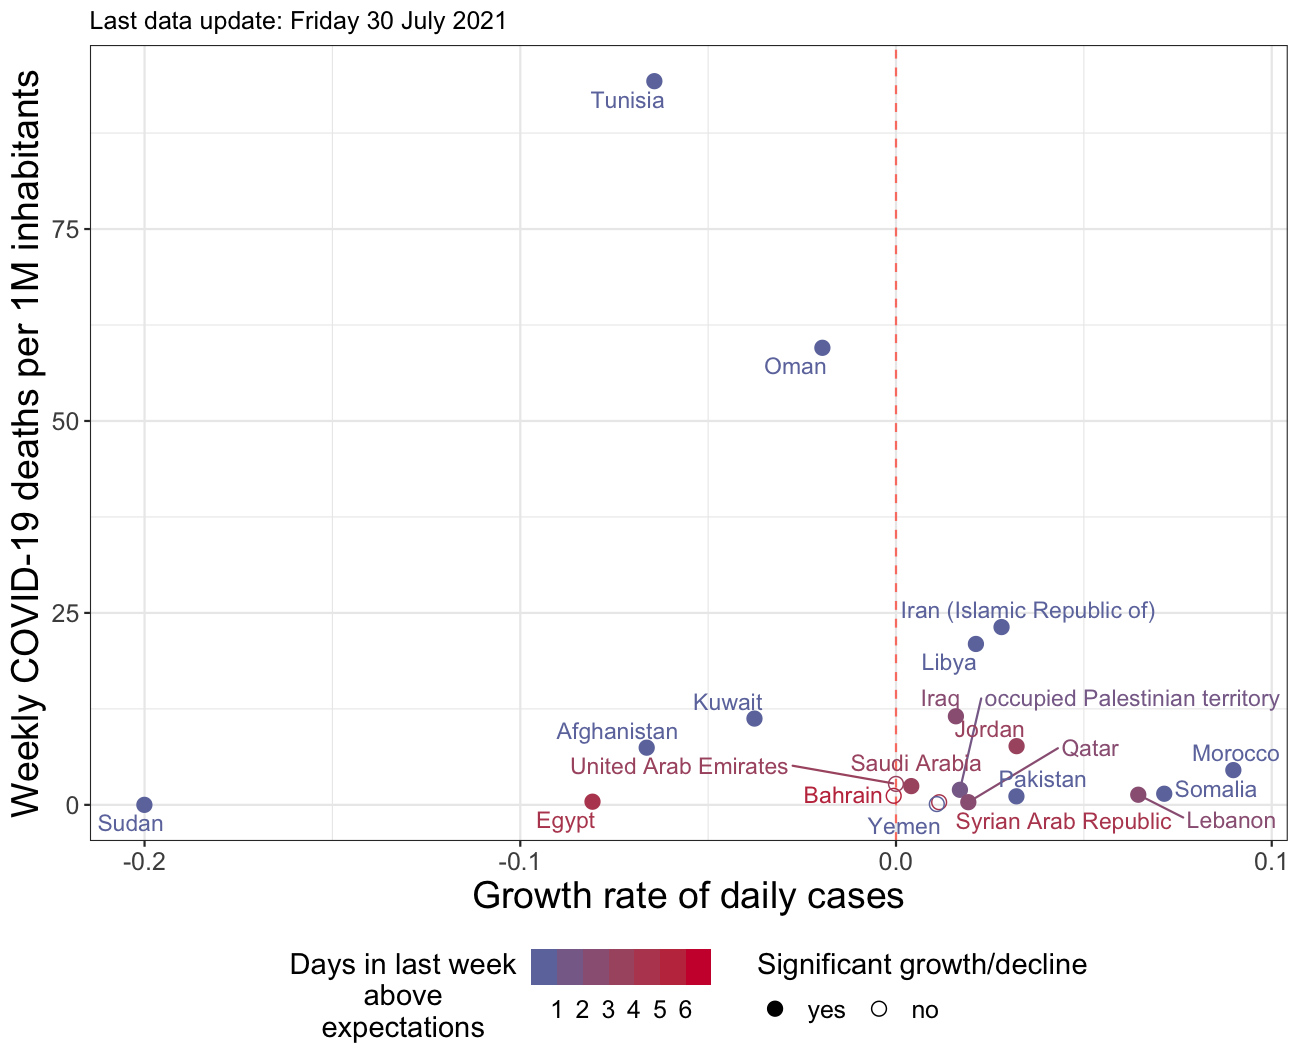 Last data update: Friday 30 July 2021
Weekly COVID-19 deaths per 1M inhabitants
75
50
25
0
Tunisia
Oman
Iran (Islamic Republic of)
Libya
Iraq
occupied Palestinian territory
Kuwait
Jordan
Afghanistan
Qatar
Morocco
United Arab Emirates
Saudi Arabia
Pakistan
Somalia
Bahrain
Sudan
Egypt
Yemen
Syrian Arab Republic
Lebanon
-0.2
-0.1
0.0
0.1
Growth rate of daily cases
Days in last week
above
expectations
1 2 3 4 5 6
Significant growth/decline
yes
no